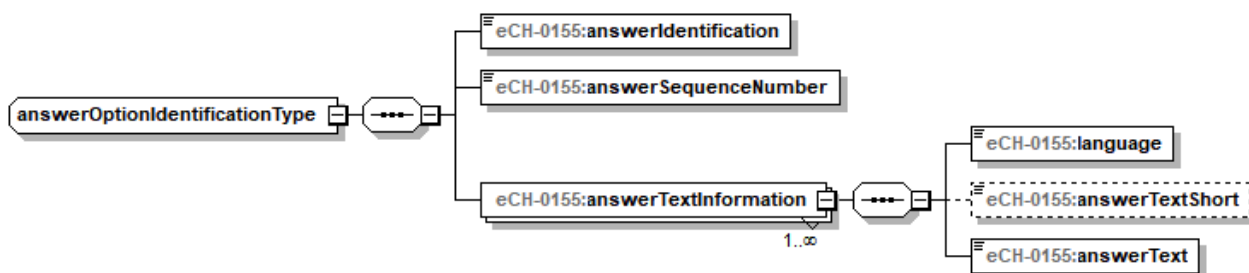 eCH-0155:answerIdentification
eCH-0155:answerSequenceNumber
answerOptionIdentificationType
eCH-0155:answerTextInformation
1..∞
eCH-0155:language
eCH-0155:answerTextShort
eCH-0155:answerText